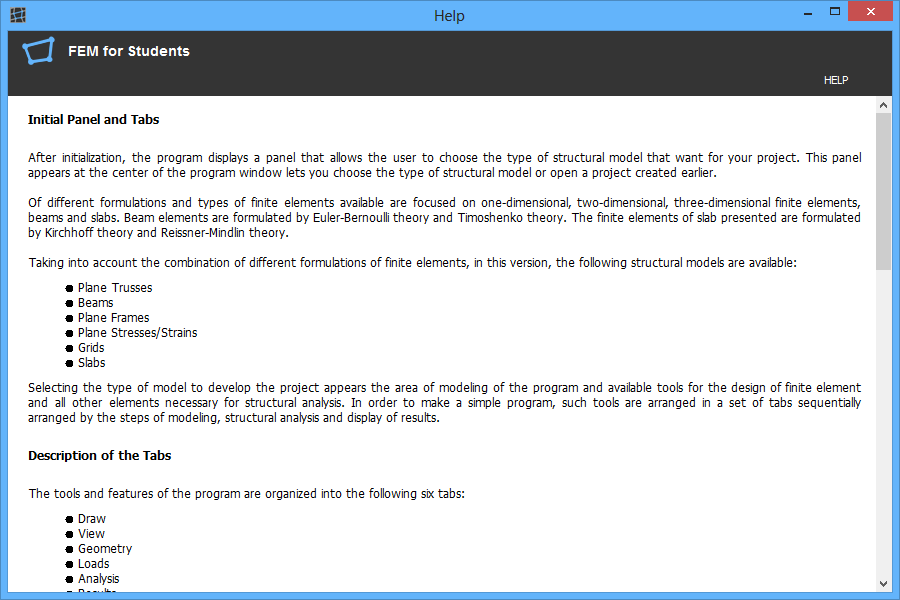 Help
FEM for Students
HELP
Initial Panel and Tabs
After initialization, the program displays a panel that allows the user to choose the type of structural model that want for your project. This panel
appears at the center of the program window lets you choose the type of structural model or open a project created earlier.
Of different formulations and types of finite elements available are focused on one-dimensional, two-dimensional, three-dimensional finite elements,
beams and slabs. Beam elements are formulated by Euler-Bernoulli theory and Timoshenko theory. The finite elements of slab presented are formulated
by Kirchhoff theory and Reissner-Mindlin theory.
Taking into account the combination of different formulations of finite elements, in this version, the following structural models are available:
● Plane Trusses
● Beams
● Plane Frames
● Plane Stresses/Strains
● Grids
● Slabs
Selecting the type of model to develop the project appears the area of modeling of the program and available tools for the design of finite element
and all other elements necessary for structural analysis. In order to make a simple program, such tools are arranged in a set of tabs sequentially
arranged by the steps of modeling, structural analysis and display of results.
Description of the Tabs
The tools and features of the program are organized into the following six tabs:
● Draw
● View
● Geometry
● Loads
● Analysis